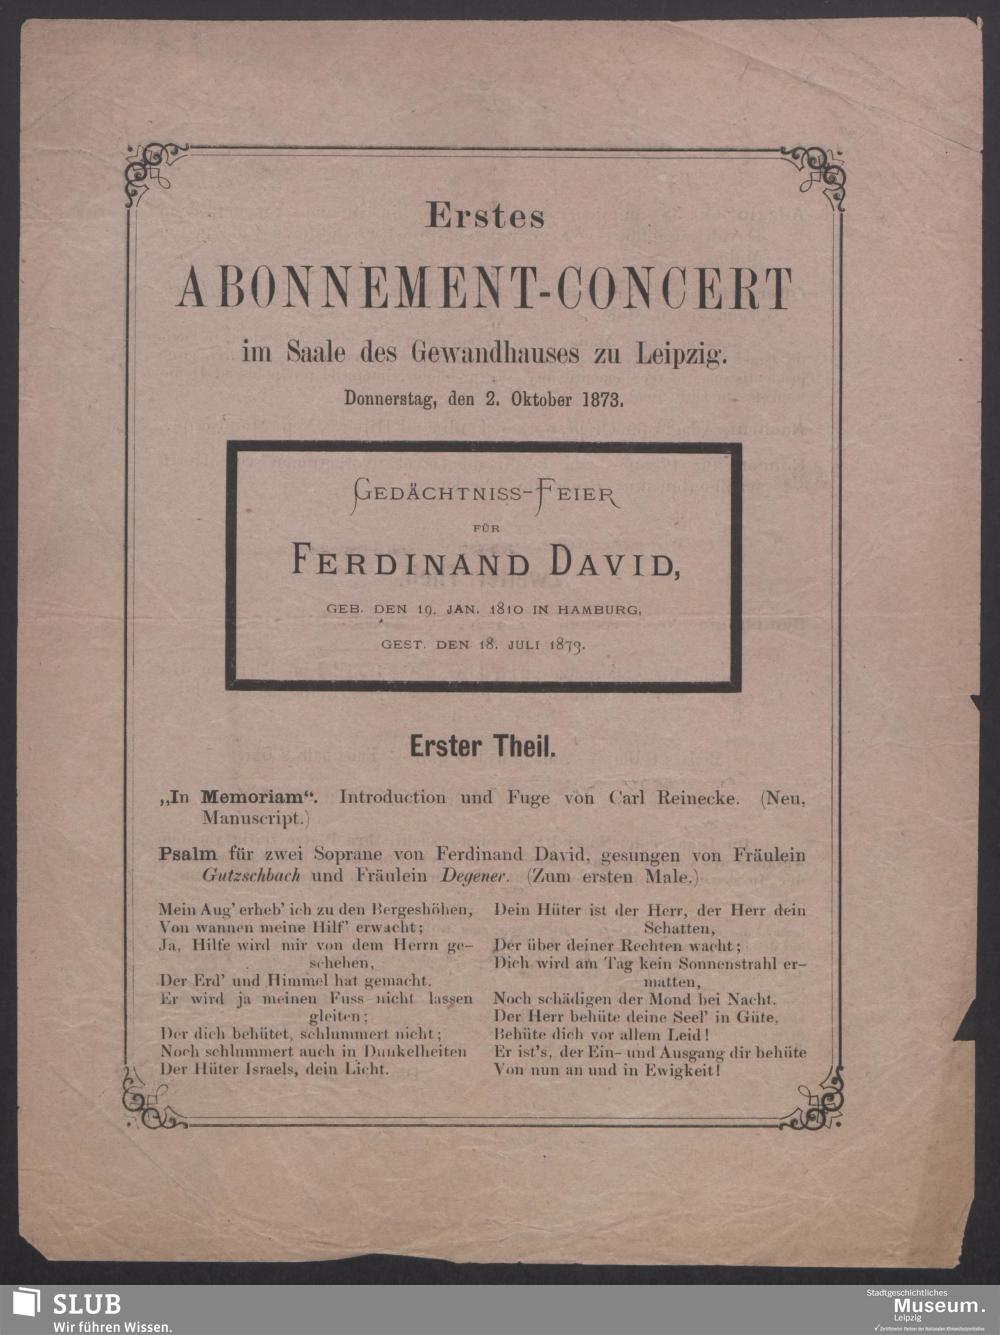 Erstes
ABONNEMENT-CONCERT
im Saale des Gewandhauses zu Leipzig.
Donnerstag, den 2. Oktober 1873.
GEDÄCHTNISS-FEIER
FÜR
FERDINAND DAVID,
GEB. DEN 19. JAN. 1810 IN HAMBURG,
GEST. DEN 18. JULI 1873.
Erster Theil.
„In Memoriam“. Introduction und Fuge von Carl Reinecke. (Neu,
Manuscript.)
Psalm für zwei Soprane von Ferdinand David, gesungen von Fräulein
Gutzschbach und Fräulein Degener. (Zum ersten Male.)
Mein Aug' erheb' ich zu den Bergeshöhen,
Von wannen meine Hilf' erwacht;
Ja, Hilfe wird mir von dem Herrn ge-
schehen,
Der Erd' und Himmel hat gemacht.
Er wird ja meinen Fuss nicht lassen
gleiten;
Der dich behütet, schlummert nicht;
Noch schlummert auch in Dunkelheiten
Der Hüter Israels, dein Licht.
Dein Hüter ist der Herr, der Herr dein
Schatten,
Der über deiner Rechten wacht;
Dich wird am Tag kein Sonnenstrahl er-
matten,
Noch schädigen der Mond bei Nacht.
Der Herr behüte deine Seel' in Güte,
Behüte dich vor allem Leid!
Er ist's, der Ein- und Ausgang dir behüte
Von nun an und in Ewigkeit!
SLUB
Wir führen Wissen.
Stadtgeschichtliches
Museum.
Leipzig
Zertifizierter Partner der Nationalen Klimaschutzinitiative